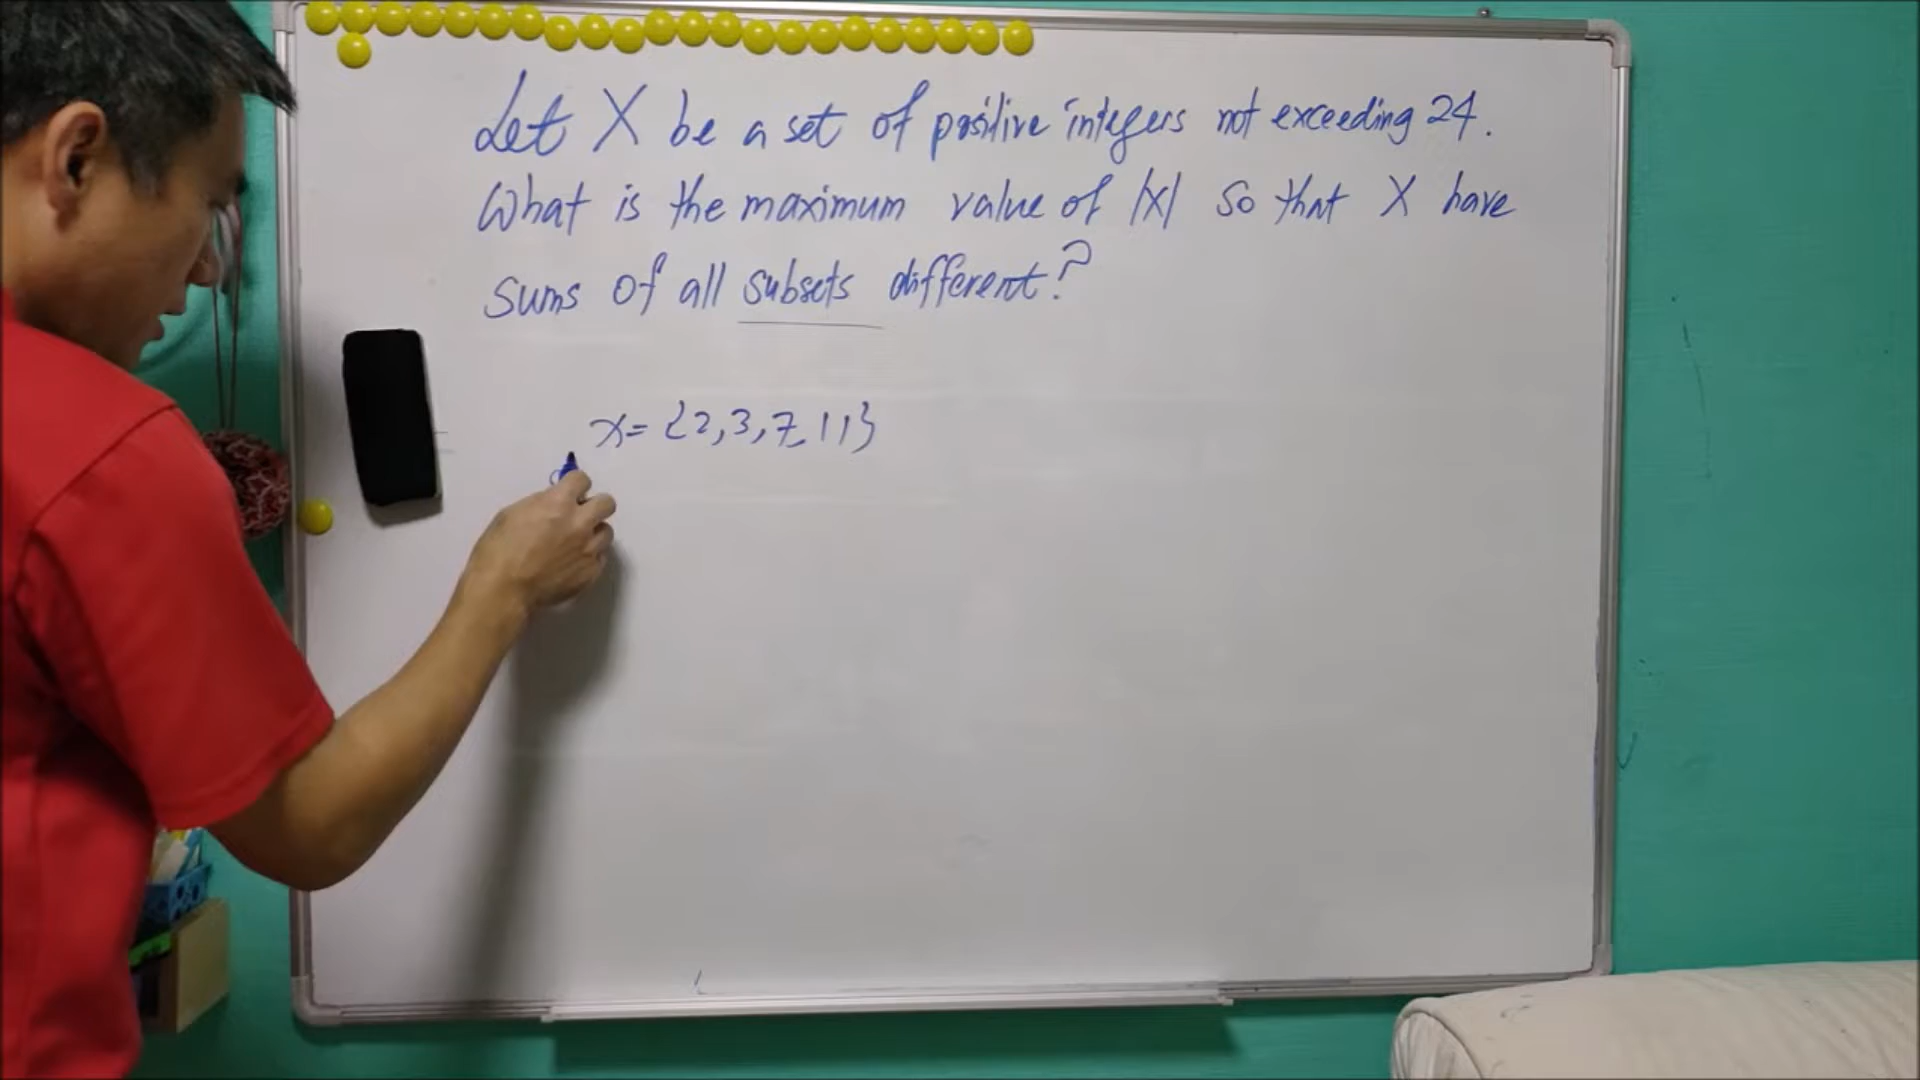 Let X be a set of positive integers not exceeding 24.
What is the maximum value of |X| so that X have
sums of all subsets different?
X = {2,3,7,11}